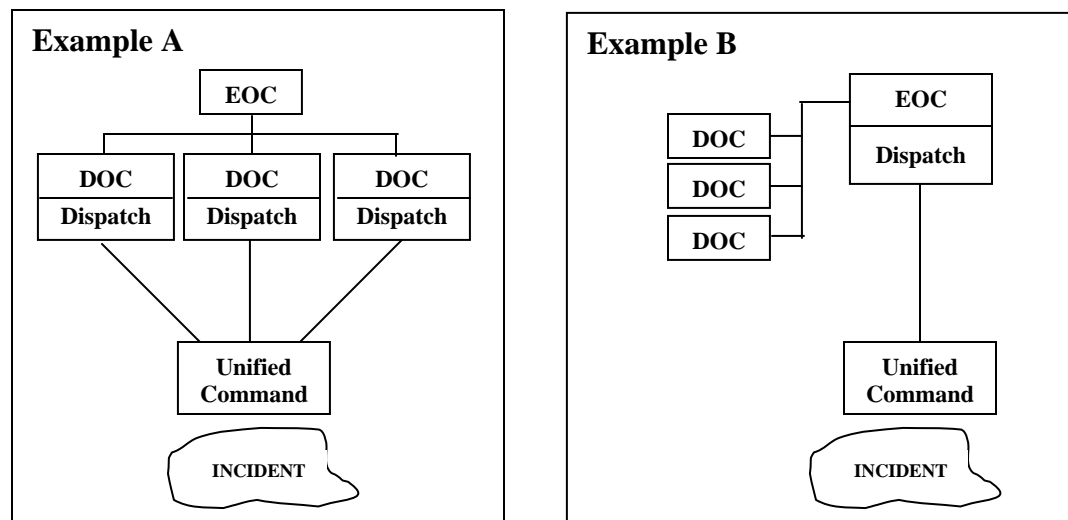 Example A
EOC
DOC DOC DOC
Dispatch Dispatch Dispatch
Unified
Command
INCIDENT
Example B
EOC
Dispatch
DOC
DOC
DOC
Unified
Command
INCIDENT